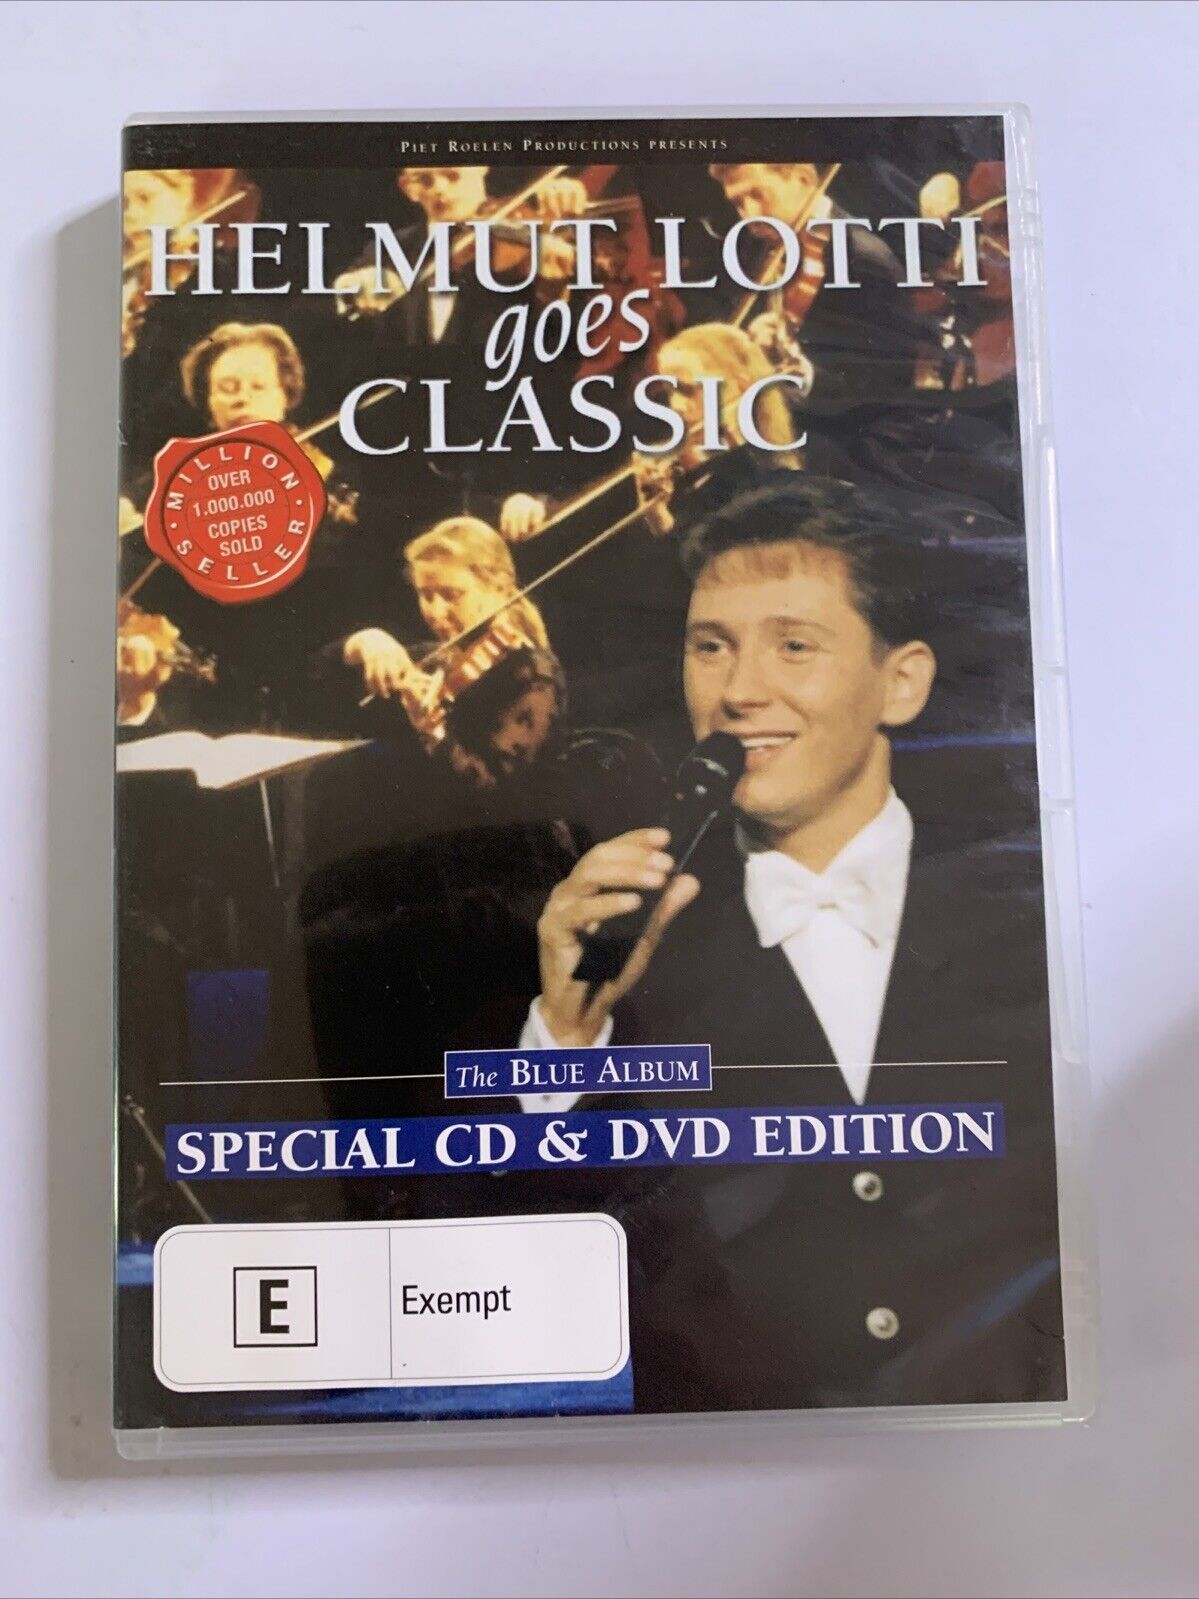 PIET ROELEN PRODUCTIONS PRESENTS
HELMUT LOTTI
goes
CLASSIC
MILLION
OVER
1.000.000
COPIES
SOLD
SELLER
The BLUE ALBUM
SPECIAL CD & DVD EDITION
E
Exempt